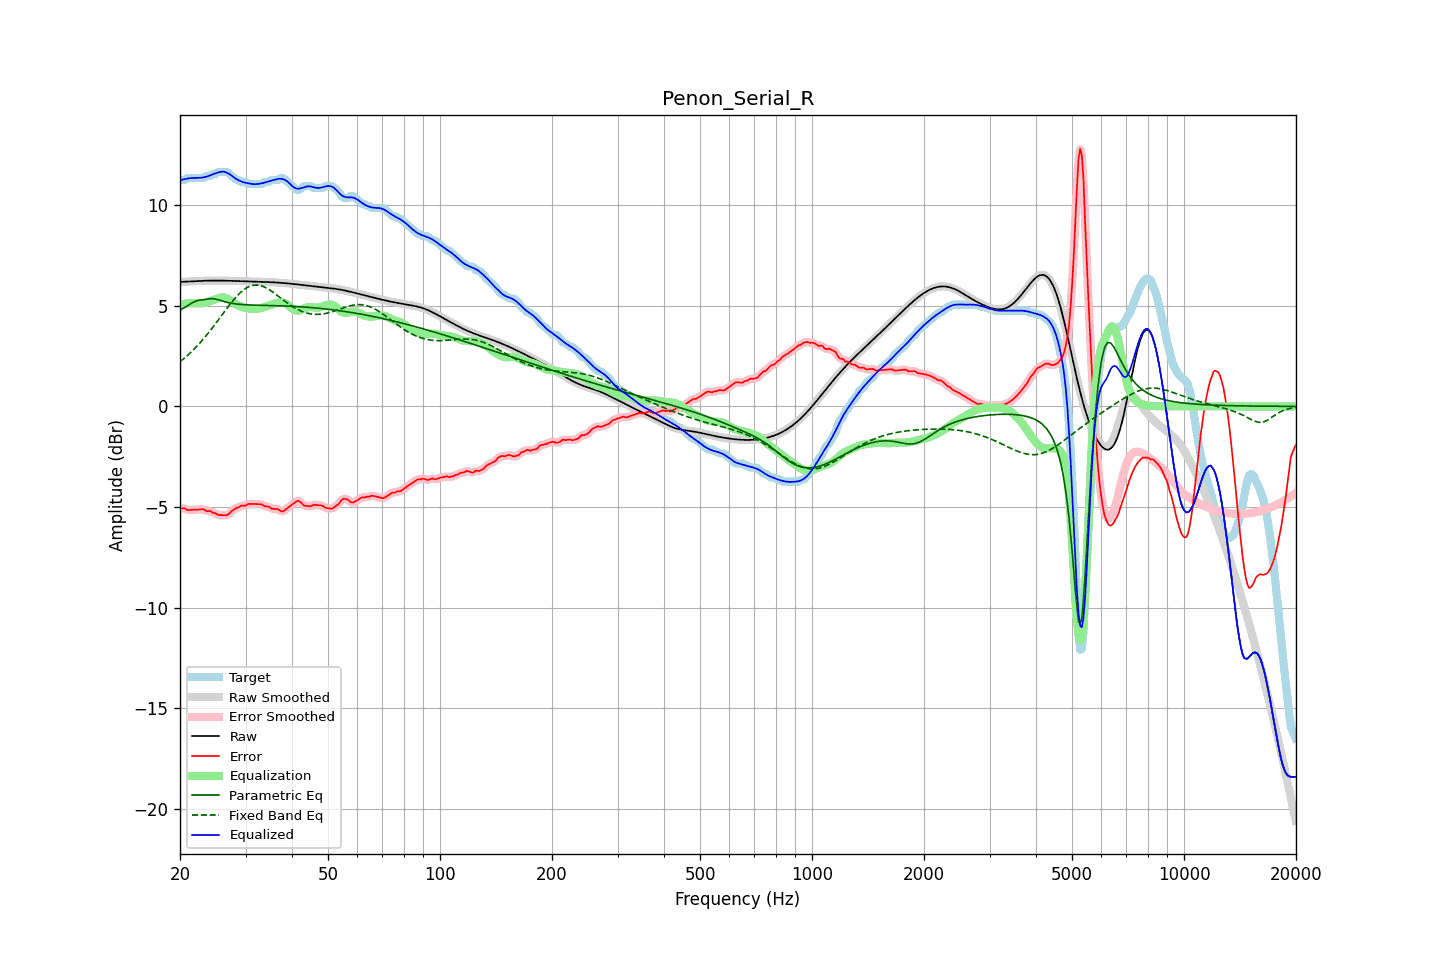 Penon_Serial_R
Amplitude (dBr)
10
5
0
−5
−10
−15
−20
Target
Raw Smoothed
Error Smoothed
Raw
Error
Equalization
Parametric Eq
Fixed Band Eq
Equalized
20 50 100 200 500 1000 2000 5000 10000 20000
Frequency (Hz)